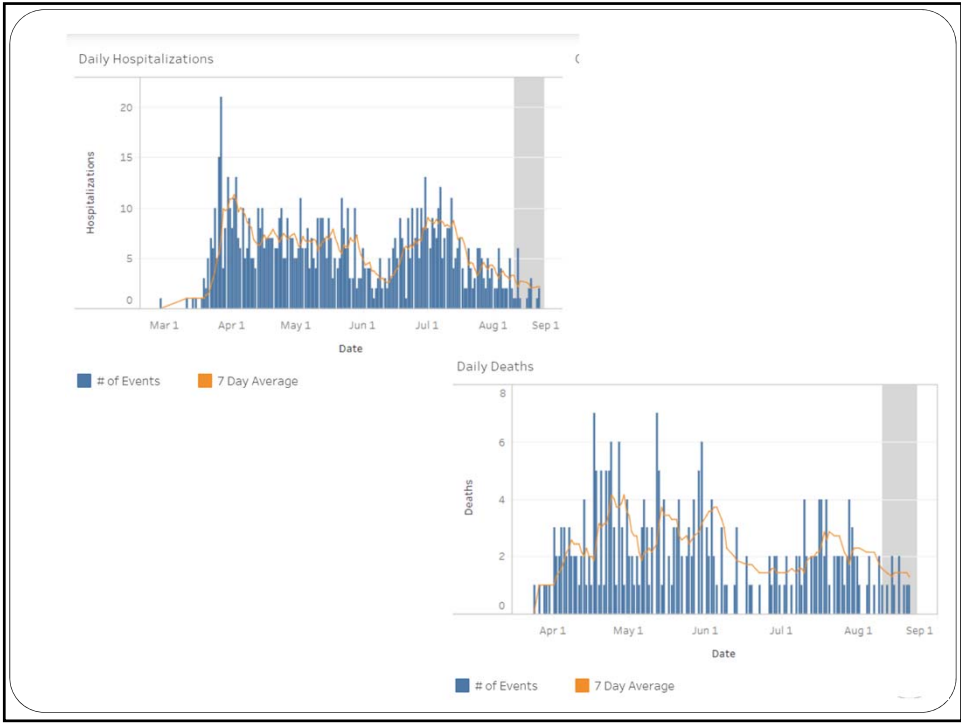 Daily Hospitalizations
20
15
10
5
0
Hospitalizations
Mar 1 Apr 1 May 1 Jun 1 Jul 1 Aug 1 Sep 1
Date
# of Events 7 Day Average
Daily Deaths
8
6
4
2
0
Deaths
Apr 1 May 1 Jun 1 Jul 1 Aug 1 Sep 1
Date
# of Events 7 Day Average